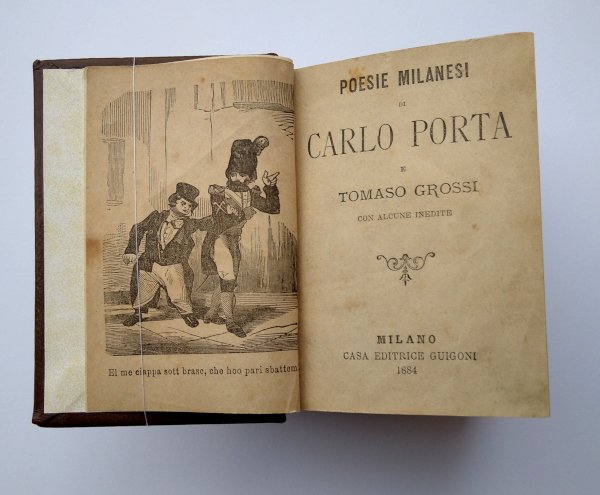 El me ciappa sott brasc, che hoo pari sbattem
POESIE MILANESI
DI
CARLO PORTA
E
TOMASO GROSSI
CON ALCUNE INEDITE
MILANO
CASA EDITRICE GUIGONI
1884